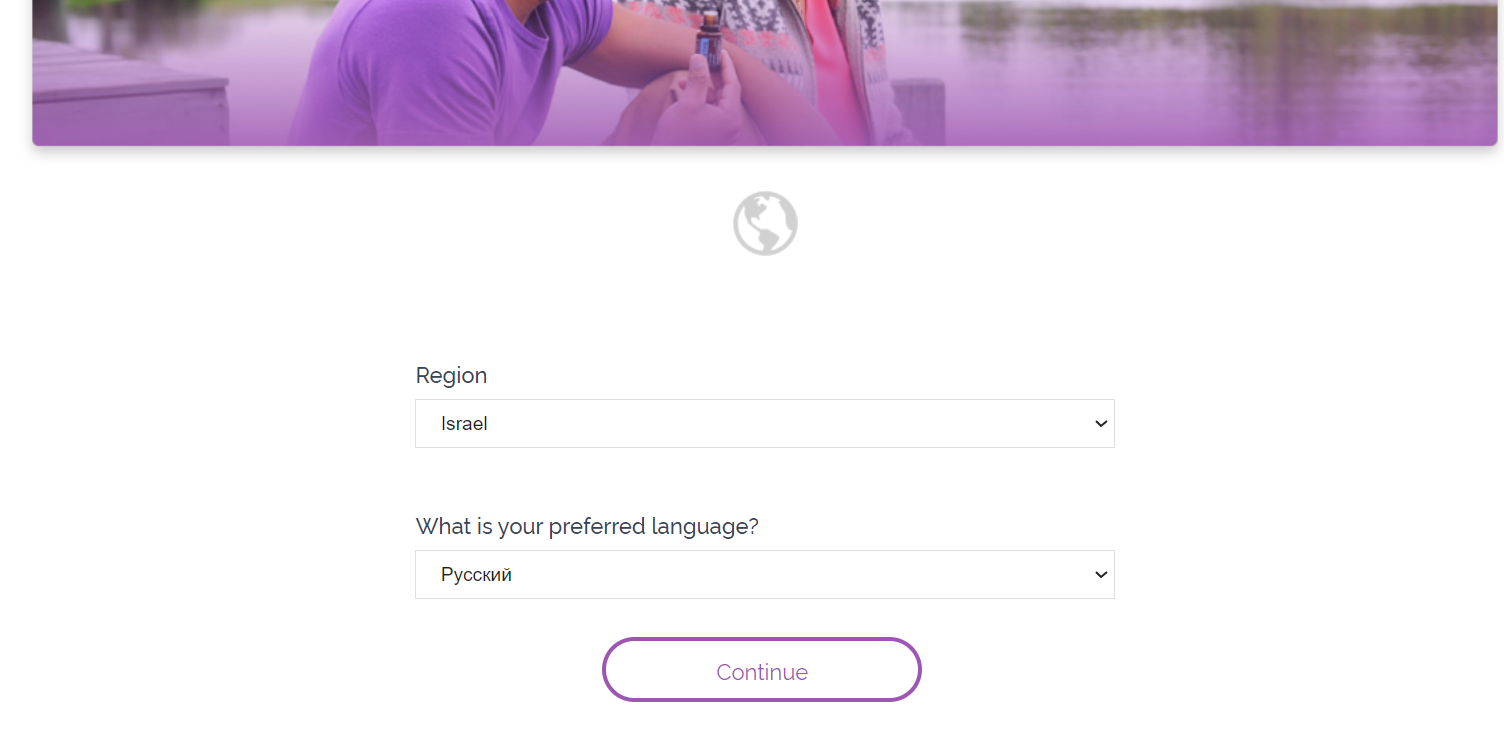 Region
Israel
What is your preferred language?
Русский
Continue